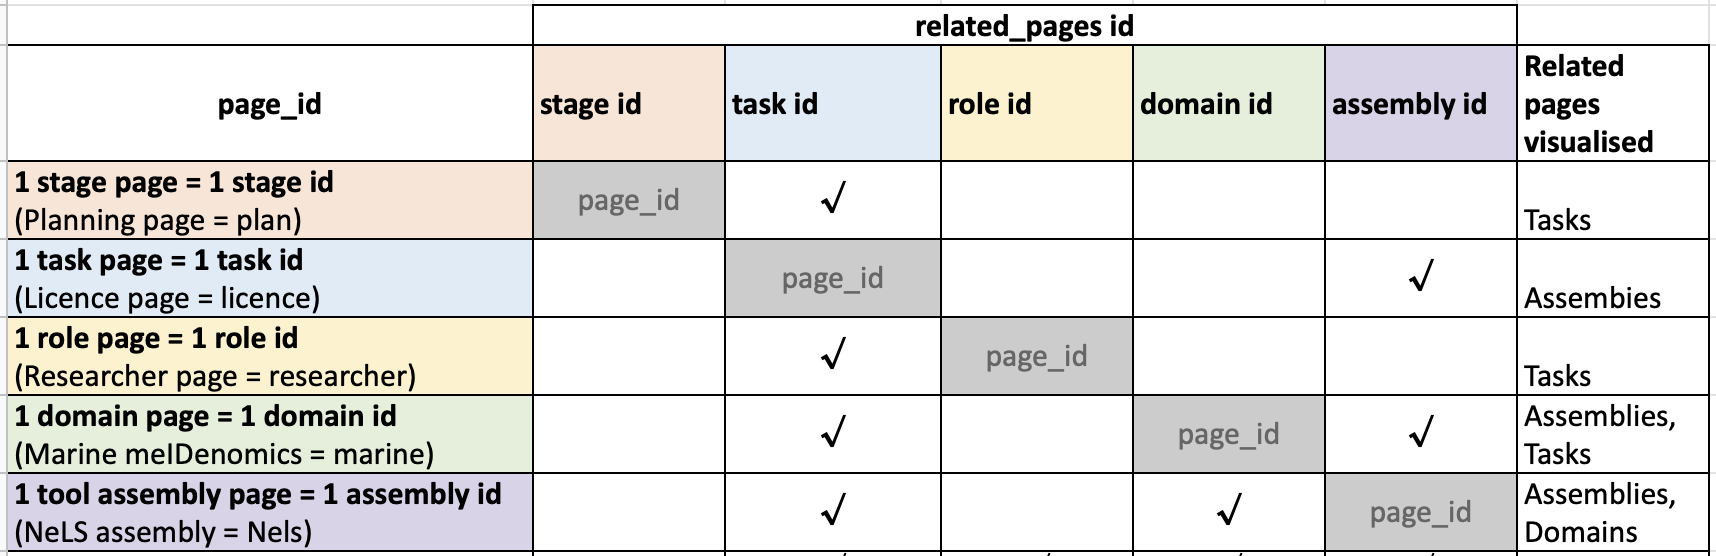 related_pages id
page_id
stage id
task id
role id
domain id
assembly id
Related
pages
visualised
1 stage page = 1 stage id
(Planning page = plan)
page_id
√
Tasks
1 task page = 1 task id
(Licence page = licence)
page_id
√
Assembies
1 role page = 1 role id
(Researcher page = researcher)
√
page_id
Tasks
1 domain page = 1 domain id
(Marine melDenomics = marine)
√
page_id
√
Assemblies,
Tasks
1 tool assembly page = 1 assembly id
(NeLS assembly = Nels)
√
√
page_id
Assemblies,
Domains